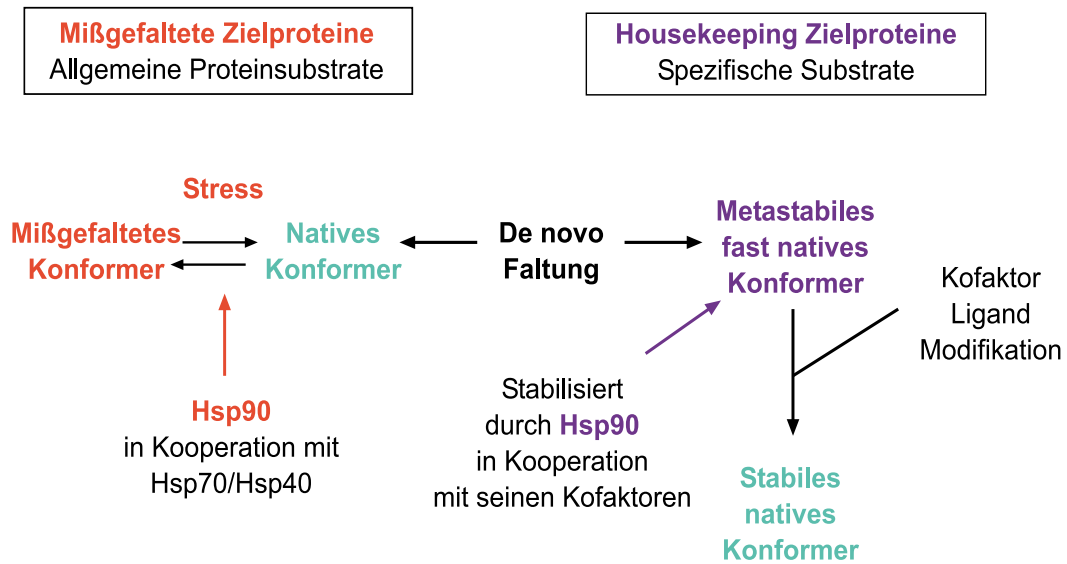 Mißgefaltete Zielproteine
Allgemeine Proteinsubstrate
Housekeeping Zielproteine
Spezifische Substrate
Stress
Mißgefaltetes
Konformer
Natives
Konformer
De novo
Faltung
Metastabiles
fast natives
Konformer
Kofaktor
Ligand
Modifikation
Hsp90
in Kooperation mit
Hsp70/Hsp40
Stabilisiert
durch Hsp90
in Kooperation
mit seinen Kofaktoren
Stabiles
natives
Konformer